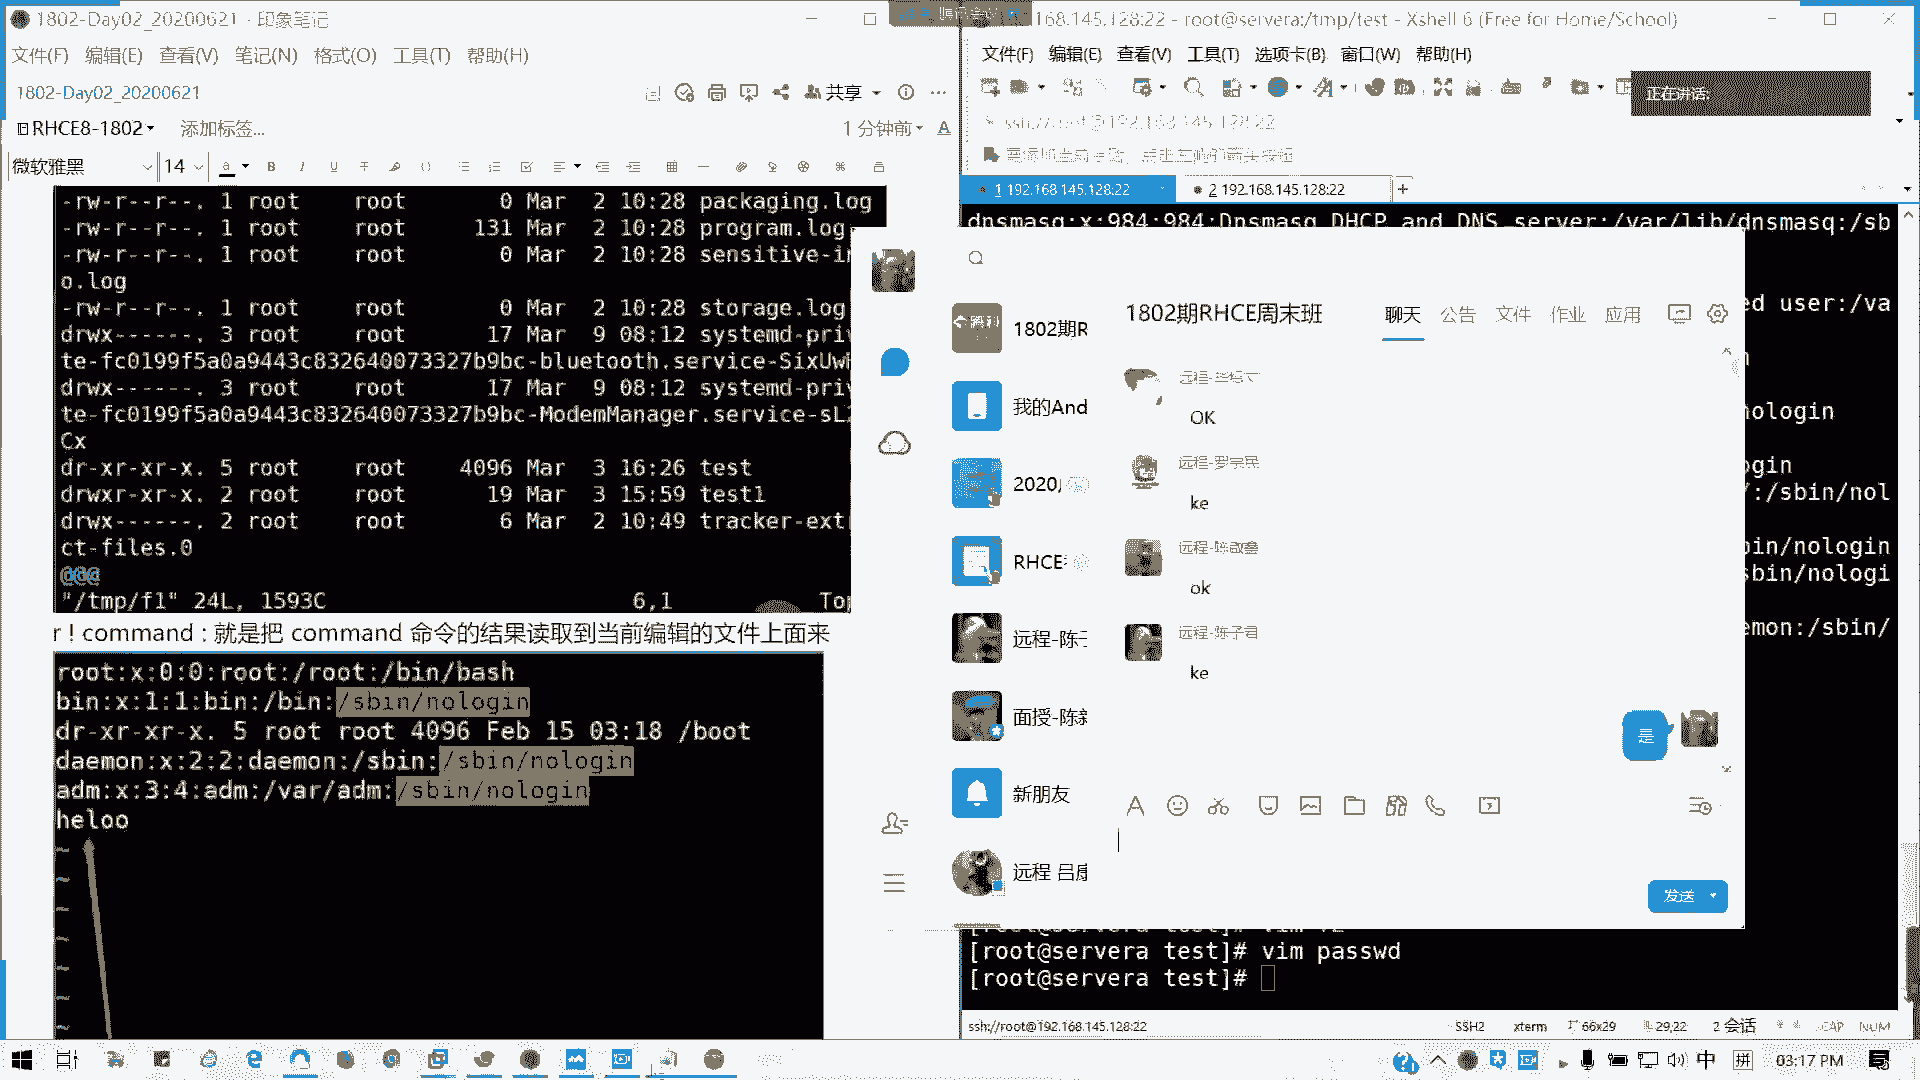 1802-Day02_20200621 - 印象笔记
文件(F) 编辑(E) 查看(V) 笔记(N) 格式(O) 工具(T) 帮助(H)
1802-Day02_20200621
共享
RHCE8-1802
添加标签...
1 分钟前
微软雅黑
14
-rw-r--r--. 1 root root 0 Mar 2 10:28 packaging.log
-rw-r--r--. 1 root root 131 Mar 2 10:28 program.log
-rw-r--r--. 1 root root 0 Mar 2 10:28 sensitive-in
o.log
-rw-r--r--. 1 root root 0 Mar 2 10:28 storage.log
drwx------. 3 root root 17 Mar 9 08:12 systemd-priv
te-fc0199f5a0a9443c832640073327b9bc-bluetooth.service-SixUwH
drwx------. 3 root root 17 Mar 9 08:12 systemd-priv
te-fc0199f5a0a9443c832640073327b9bc-ModemManager.service-sL
Cx
dr-xr-xr-x. 5 root root 4096 Mar 3 16:26 test
drwxr-xr-x. 2 root root 19 Mar 3 15:59 test1
drwx------. 2 root root 6 Mar 2 10:49 tracker-extr
ct-files.0
"/tmp/f1" 24L, 1593C 6,1 Top
r ! command : 就是把 command 命令的结果读取到当前编辑的文件上面来
root:x:0:0:root:/root:/bin/bash
bin:x:1:1:bin:/bin:/sbin/nologin
dr-xr-xr-x. 5 root root 4096 Feb 15 03:18 /boot
daemon:x:2:2:daemon:/sbin:/sbin/nologin
adm:x:3:4:adm:/var/adm:/sbin/nologin
heloo
~
~
~
~
~
~
~
.168.145.128:22 - root@servera:/tmp/test - Xshell 6 (Free for Home/School)
文件(F) 编辑(E) 查看(V) 工具(T) 选项卡(B) 窗口(W) 帮助(H)
正在讲话:
ssh://root@192.168.145.128:22
1 192.168.145.128:22
2 192.168.145.128:22
dnsmasq:x:984:984:Dnsmasq DHCP and DNS server:/var/lib/dnsmasq:/sb
ed user:/va
nologin
ogin
:/sbin/nol
bin/nologin
sbin/nologi
emon:/sbin/
1802期R
我的And
2020
RHCE
远程-陈
面授-陈
新朋友
远程 吕
1802期RHCE周末班
聊天 公告 文件 作业 应用
OK
ke
ok
远程-陈子君
ke
是
发送
[root@servera test]# vim passwd
[root@servera test]#
ssh://root@192.168.145.128:22
SSH2
xterm
66x29
29,22
2 会话
CAP
NUM
中
拼
03:17 PM